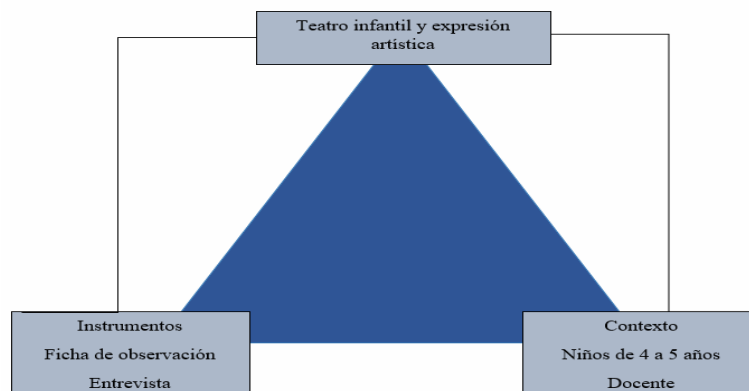 Teatro infantil y expresión
artística
Instrumentos
Ficha de observación
Entrevista
Contexto
Niños de 4 a 5 años
Docente